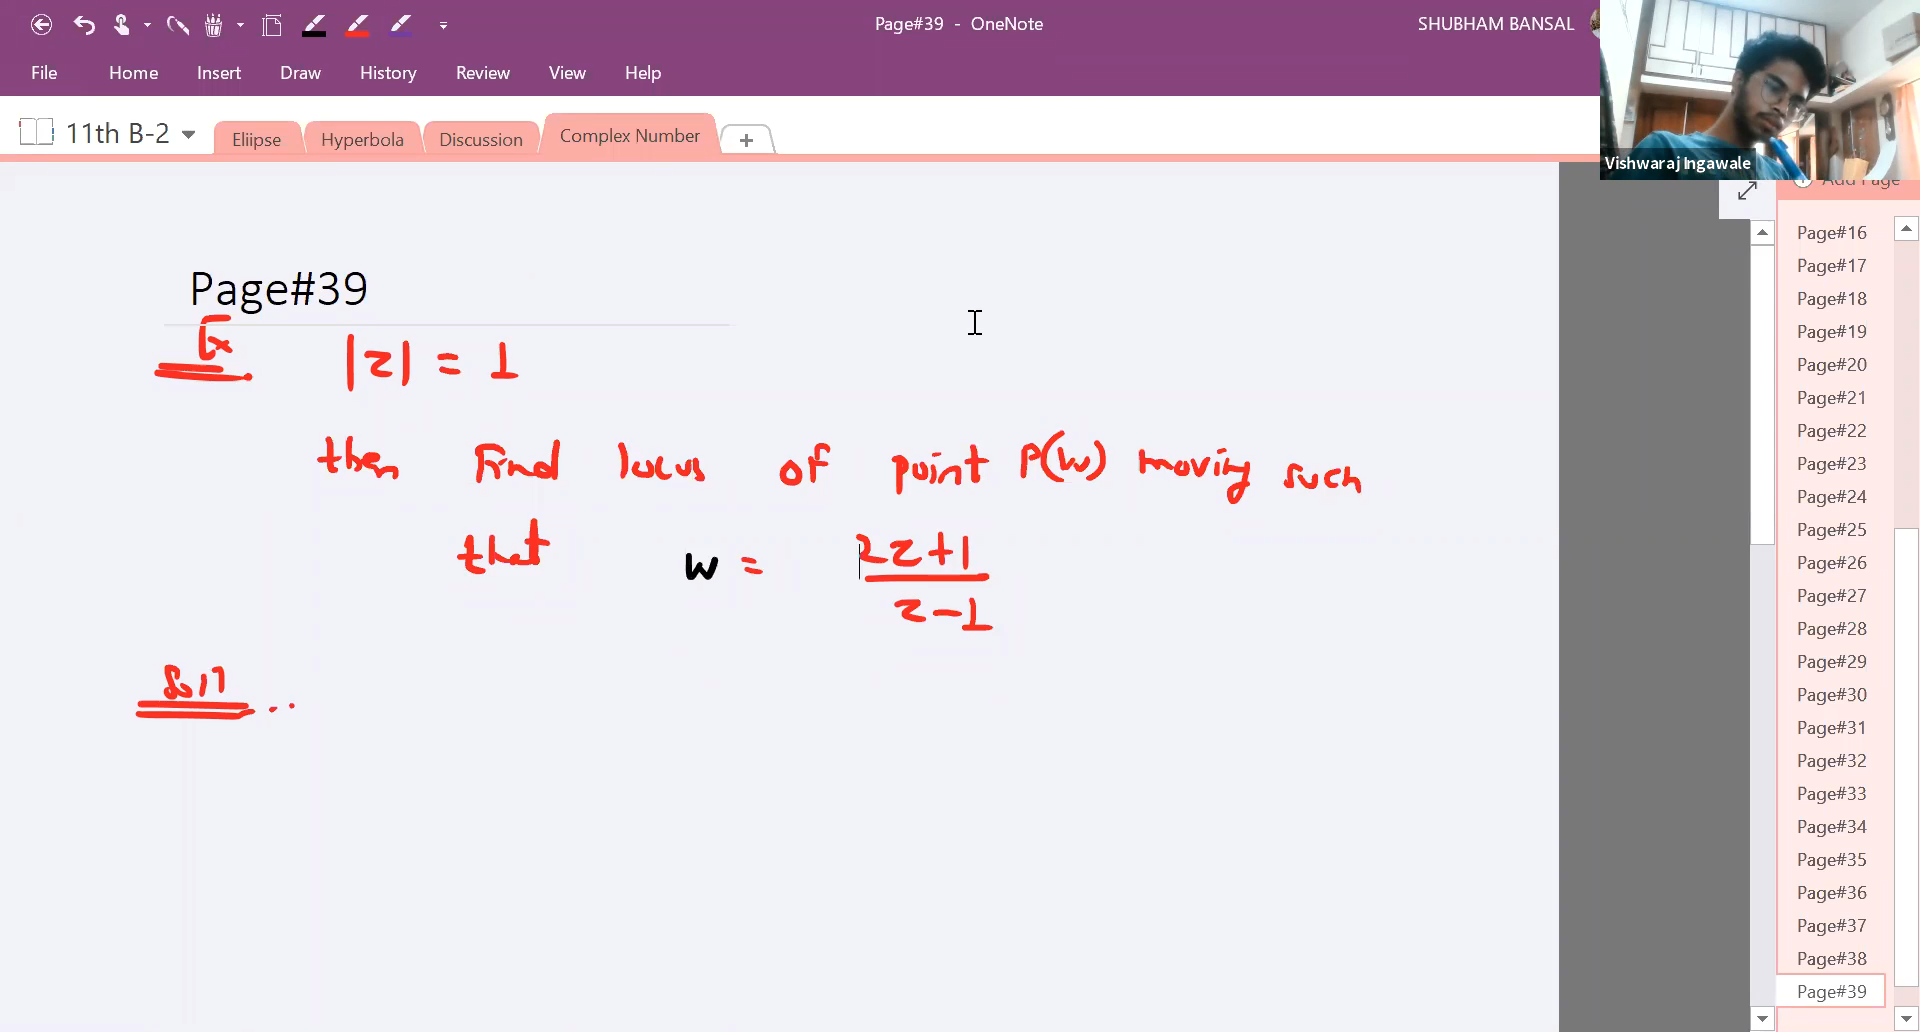 Page#39 - OneNote
SHUBHAM BANSAL
File Home Insert Draw History Review View Help
Vishwaraj Ingawale
11th B-2
Eliipse Hyperbola Discussion Complex Number +
Add Page
Page#16
Page#17
Page#18
Page#19
Page#20
Page#21
Page#22
Page#23
Page#24
Page#25
Page#26
Page#27
Page#28
Page#29
Page#30
Page#31
Page#32
Page#33
Page#34
Page#35
Page#36
Page#37
Page#38
Page#39
Page#39
Ex |z| = 1
then Find locus of point P(w) moving such
that w = 2z+1
z-1
Soln ..